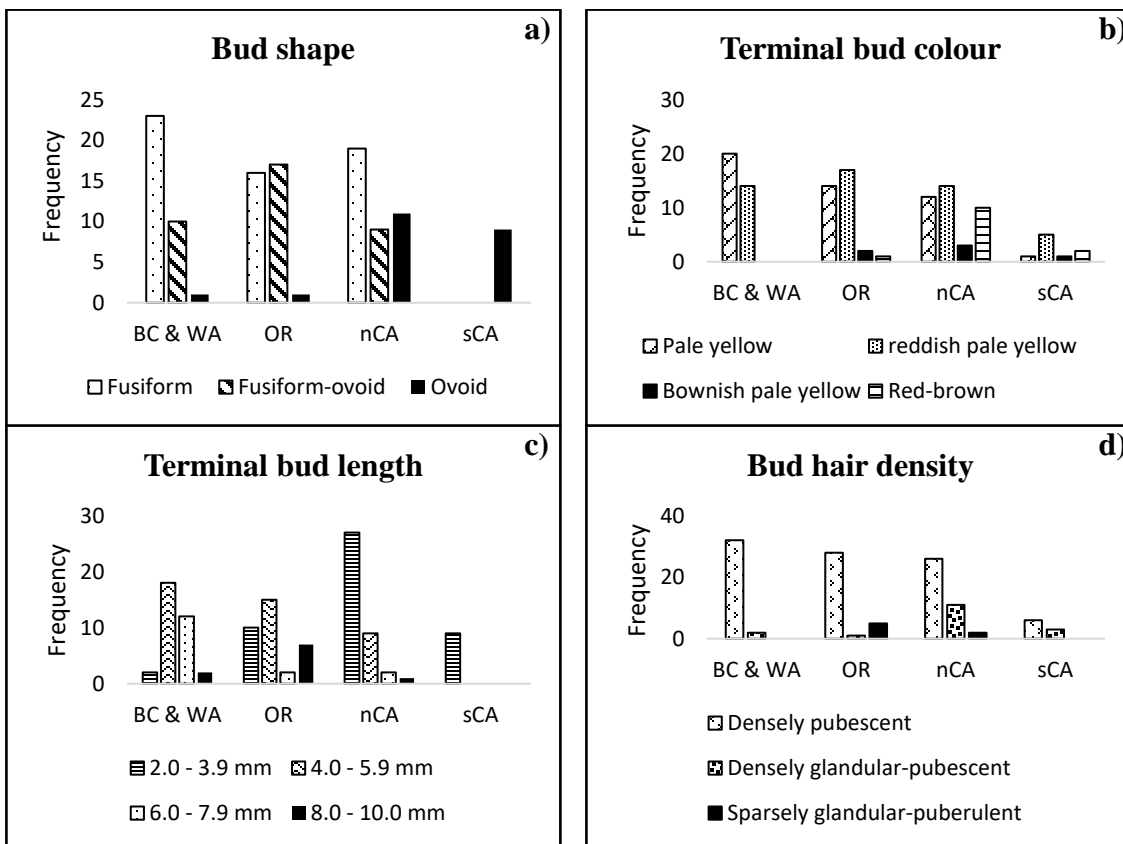 a)
Bud shape
Frequency
25
20
15
10
5
0
BC & WA OR nCA sCA
Fusiform Fusiform-ovoid Ovoid
b)
Terminal bud colour
Frequency
30
20
10
0
BC & WA OR nCA sCA
Pale yellow reddish pale yellow
Bownish pale yellow Red-brown
c)
Terminal bud length
Frequency
30
20
10
0
BC & WA OR nCA sCA
2.0 - 3.9 mm 4.0 - 5.9 mm
6.0 - 7.9 mm 8.0 - 10.0 mm
d)
Bud hair density
Frequency
40
20
0
BC & WA OR nCA sCA
Densely pubescent
Densely glandular-pubescent
Sparsely glandular-puberulent